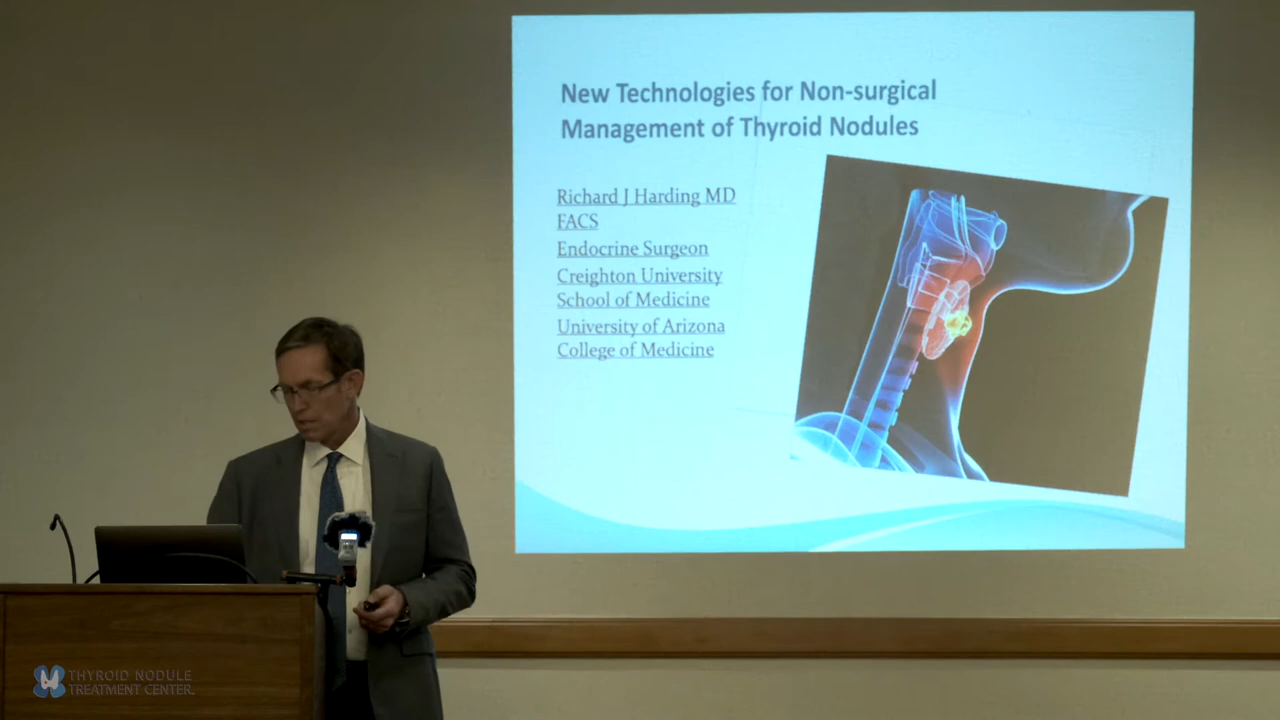 New Technologies for Non-surgical
Management of Thyroid Nodules
Richard J Harding MD
FACS
Endocrine Surgeon
Creighton University
School of Medicine
University of Arizona
College of Medicine
THYROID NODULE
TREATMENT CENTER